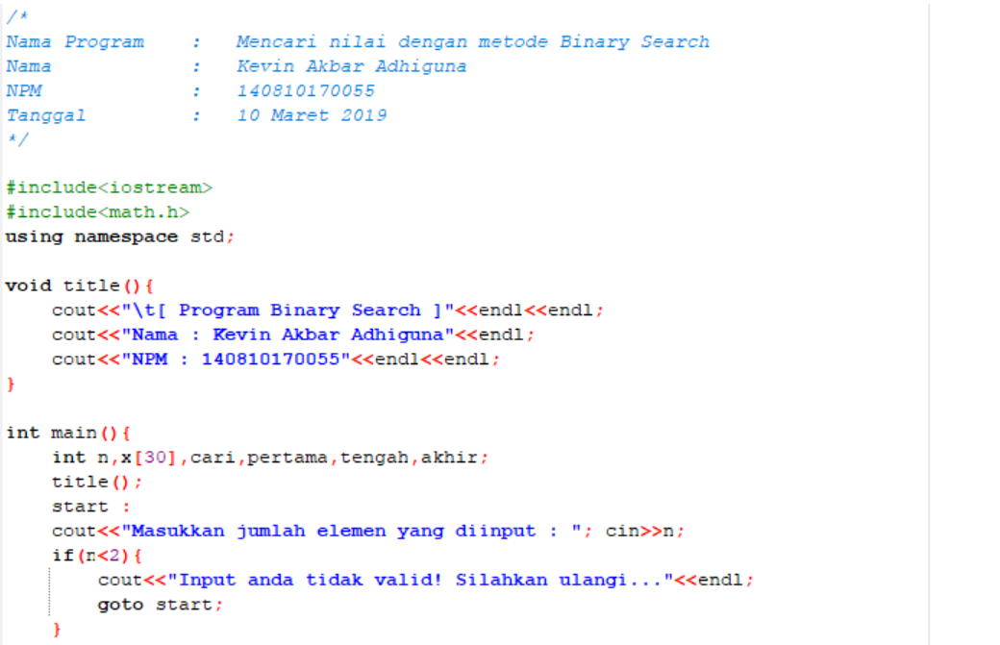 /*
Nama Program    :   Mencari nilai dengan metode Binary Search
Nama            :   Kevin Akbar Adhiguna
NPM             :   140810170055
Tanggal         :   10 Maret 2019
*/

#include<iostream>
#include<math.h>
using namespace std;

void title(){
    cout<<"\t[ Program Binary Search ]"<<endl<<endl;
    cout<<"Nama : Kevin Akbar Adhiguna"<<endl;
    cout<<"NPM : 140810170055"<<endl<<endl;
}

int main(){
    int n,x[30],cari,pertama,tengah,akhir;
    title();
    start :
    cout<<"Masukkan jumlah elemen yang diinput : "; cin>>n;
    if(n<2){
        cout<<"Input anda tidak valid! Silahkan ulangi..."<<endl;
        goto start;
    }